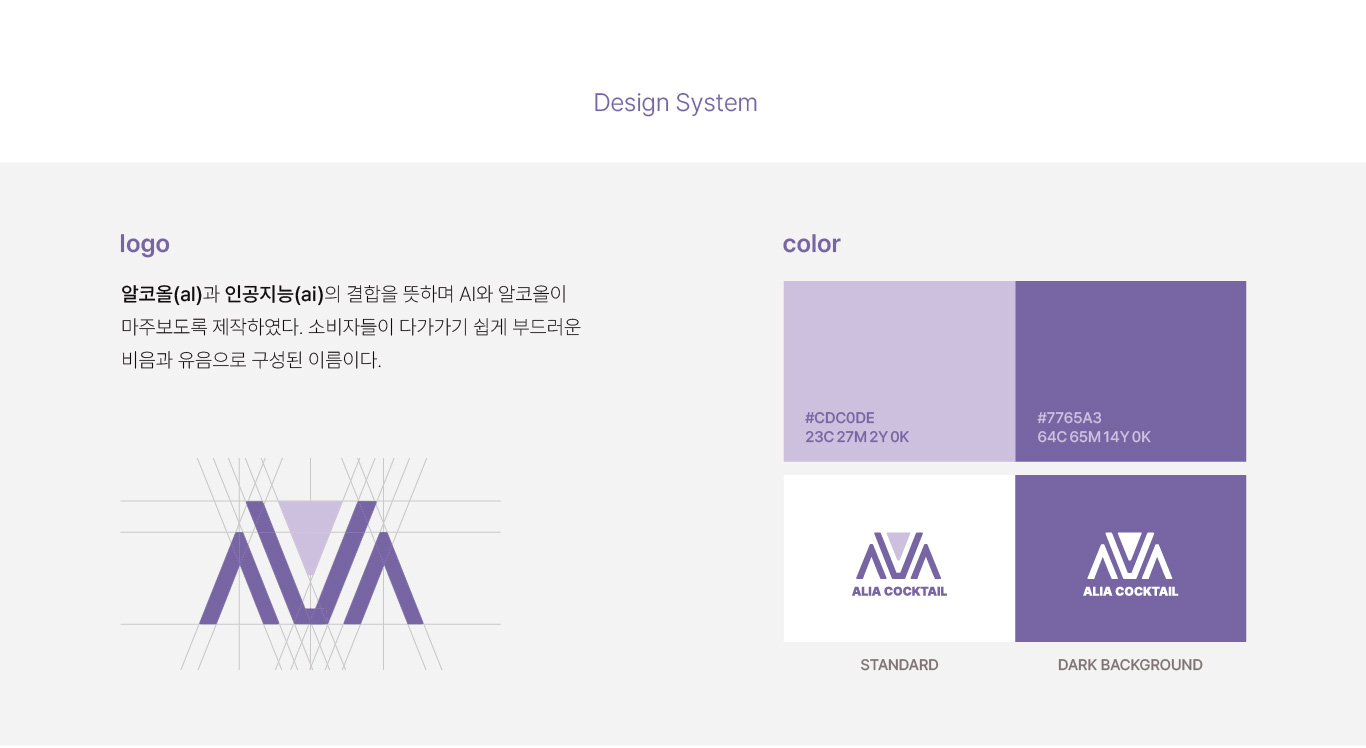 Design System
logo
알코올(al)과 인공지능(ai)의 결합을 뜻하며 AI와 알코올이
마주보도록 제작하였다. 소비자들이 다가가기 쉽게 부드러운
비음과 유음으로 구성된 이름이다.
color
#CDC0DE
23C 27M 2Y 0K
#7765A3
64C 65M 14Y 0K
ALIA COCKTAIL
STANDARD
ALIA COCKTAIL
DARK BACKGROUND